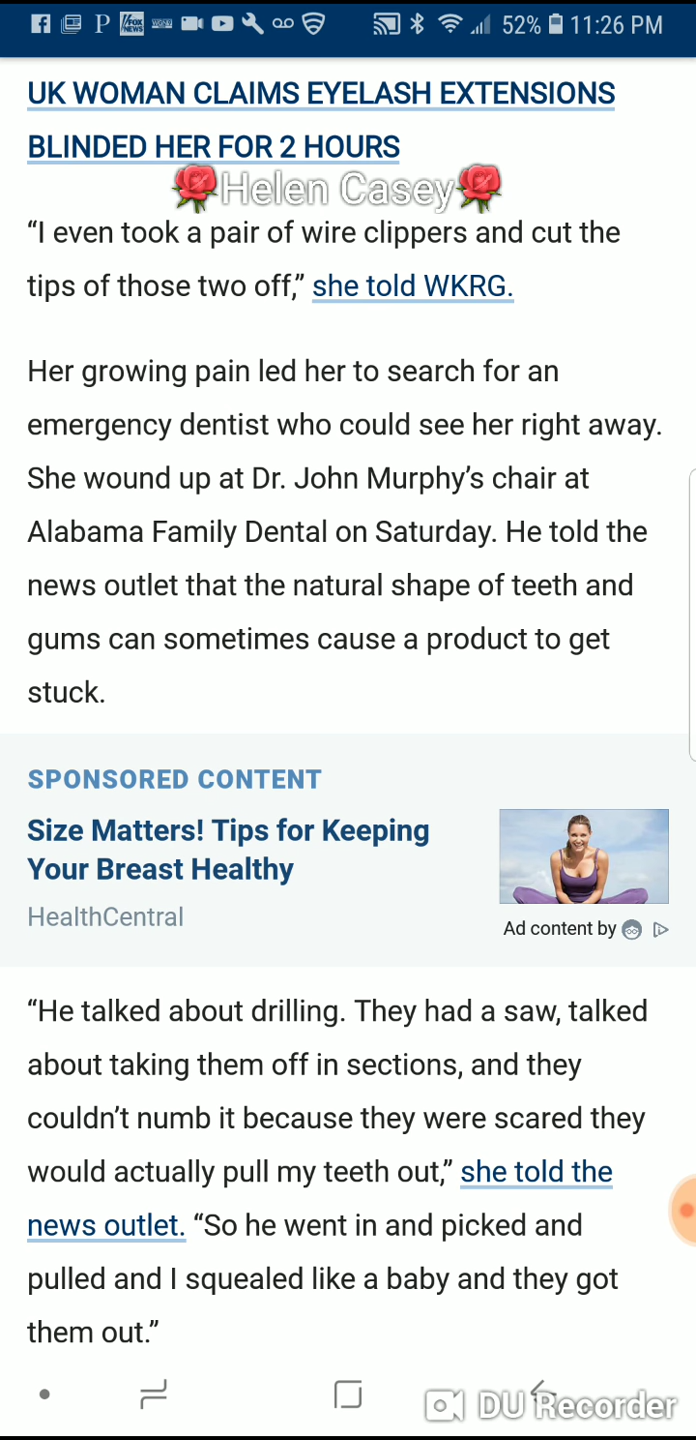 52% 11:26 PM
UK WOMAN CLAIMS EYELASH EXTENSIONS
BLINDED HER FOR 2 HOURS
🌹Helen Casey🌹
“I even took a pair of wire clippers and cut the
tips of those two off,” she told WKRG.
Her growing pain led her to search for an
emergency dentist who could see her right away.
She wound up at Dr. John Murphy’s chair at
Alabama Family Dental on Saturday. He told the
news outlet that the natural shape of teeth and
gums can sometimes cause a product to get
stuck.
SPONSORED CONTENT
Size Matters! Tips for Keeping
Your Breast Healthy
HealthCentral
Ad content by
“He talked about drilling. They had a saw, talked
about taking them off in sections, and they
couldn’t numb it because they were scared they
would actually pull my teeth out,” she told the
news outlet. “So he went in and picked and
pulled and I squealed like a baby and they got
them out.”
DU Recorder